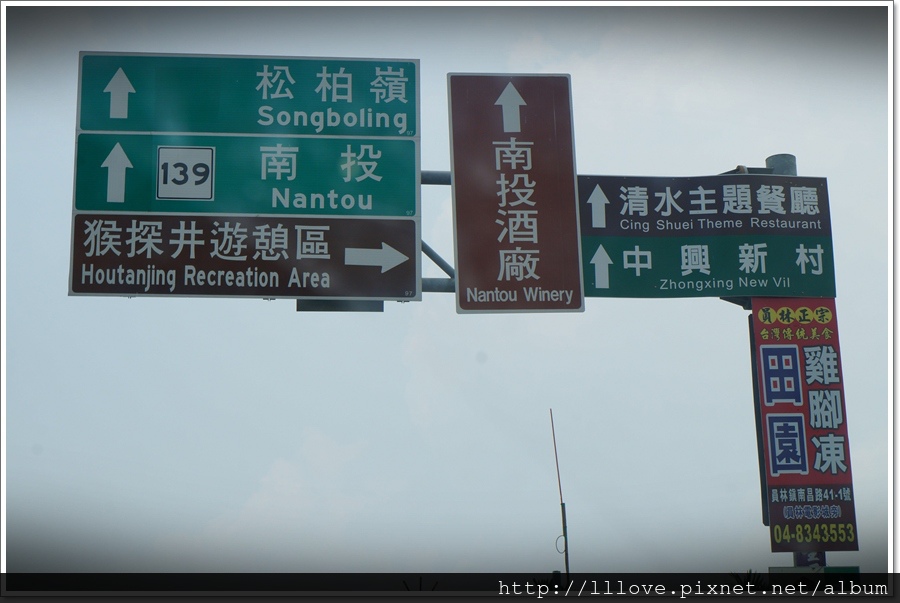 松柏嶺
Songboling
139
南投
Nantou
猴探井遊憩區
Houtanjing Recreation Area
南投酒廠
Nantou Winery
清水主題餐廳
Cing Shuei Theme Restaurant
中興新村
Zhongxing New Vil
員林正宗
台灣傳統美食
田園
雞腳凍
員林鎮南昌路41-1號
04-8343553
http://lllove.pixnet.net/album